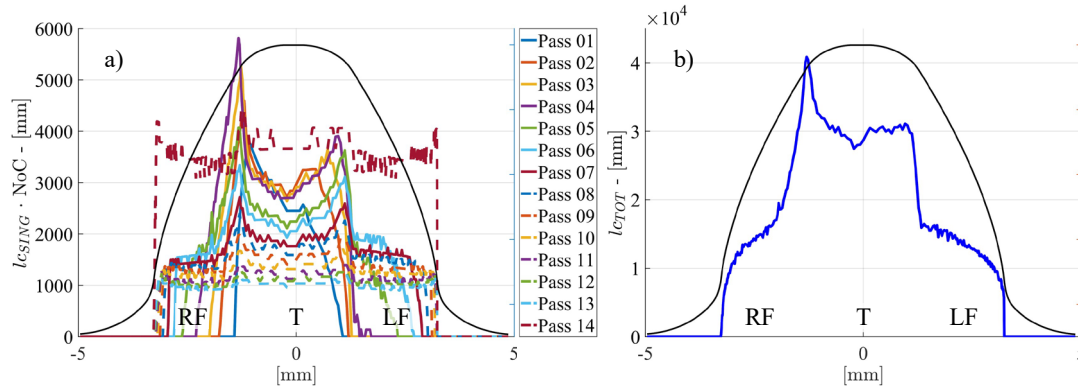 a)
lc_SING · NoC - [mm]
6000
5000
4000
3000
2000
1000
0
RF T LF
-5 0 5
[mm]
Pass 01
Pass 02
Pass 03
Pass 04
Pass 05
Pass 06
Pass 07
Pass 08
Pass 09
Pass 10
Pass 11
Pass 12
Pass 13
Pass 14
×10^4
b)
lc_TOT - [mm]
4
3
2
1
0
RF T LF
-5 0 5
[mm]